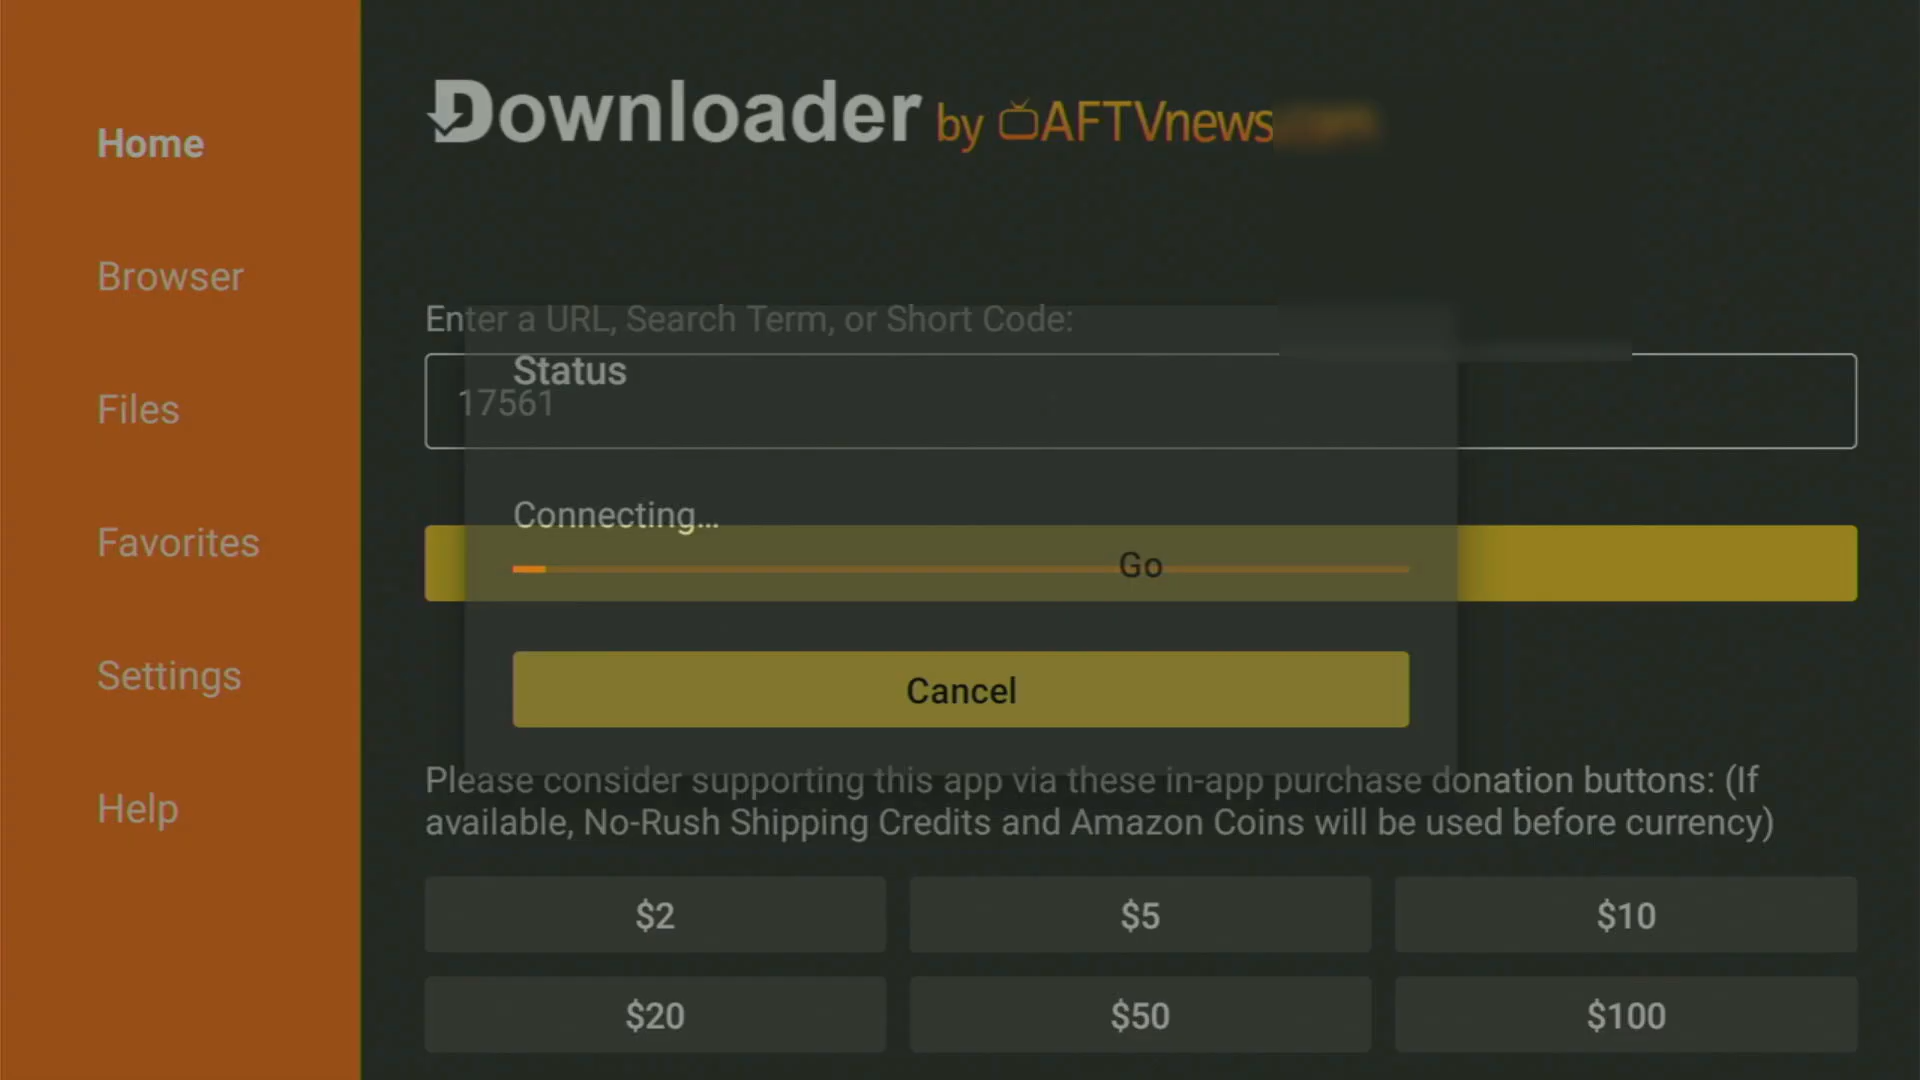 Home
Browser
Files
Favorites
Settings
Help
Downloader by AFTVnews
Enter a URL, Search Term, or Short Code:
17561
Status
Connecting...
Go
Cancel
Please consider supporting this app via these in-app purchase donation buttons: (If
available, No-Rush Shipping Credits and Amazon Coins will be used before currency)
$2
$5
$10
$20
$50
$100